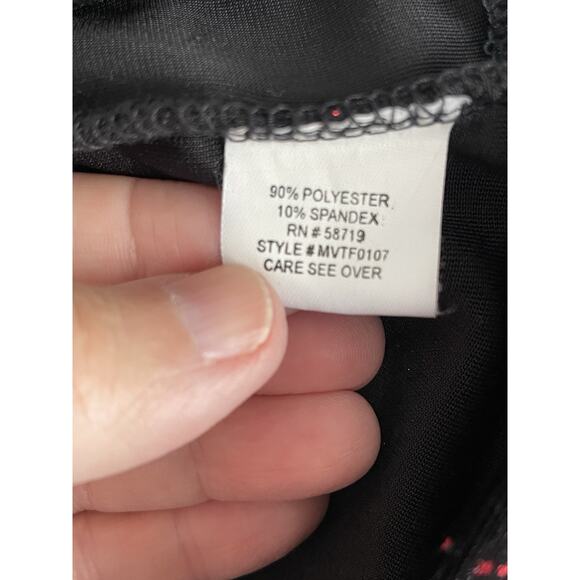 90% POLYESTER
10% SPANDEX
RN # 58719
STYLE # MVTF0107
CARE SEE OVER